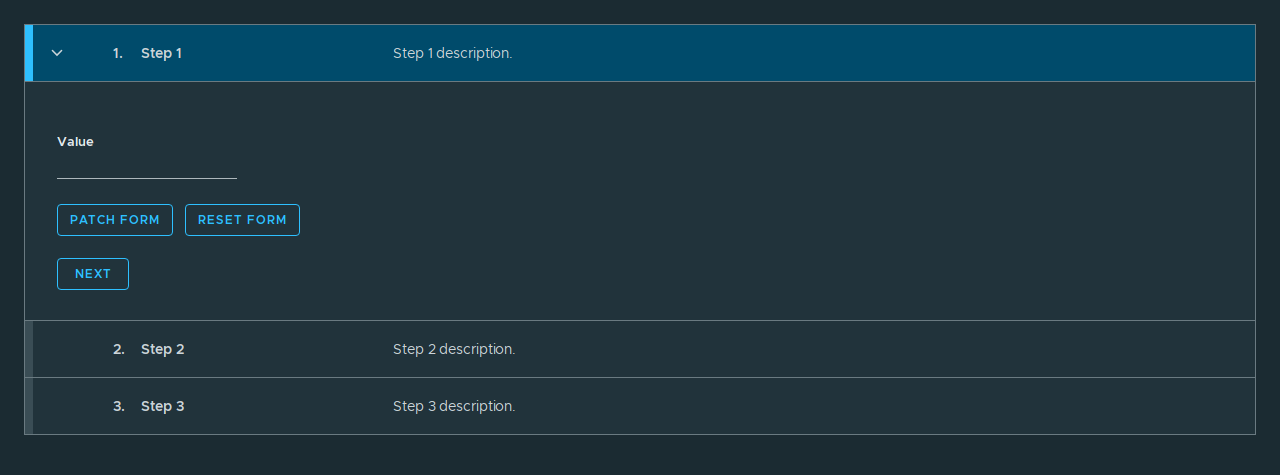 1. Step 1 Step 1 description.
Value
PATCH FORM RESET FORM
NEXT
2. Step 2 Step 2 description.
3. Step 3 Step 3 description.